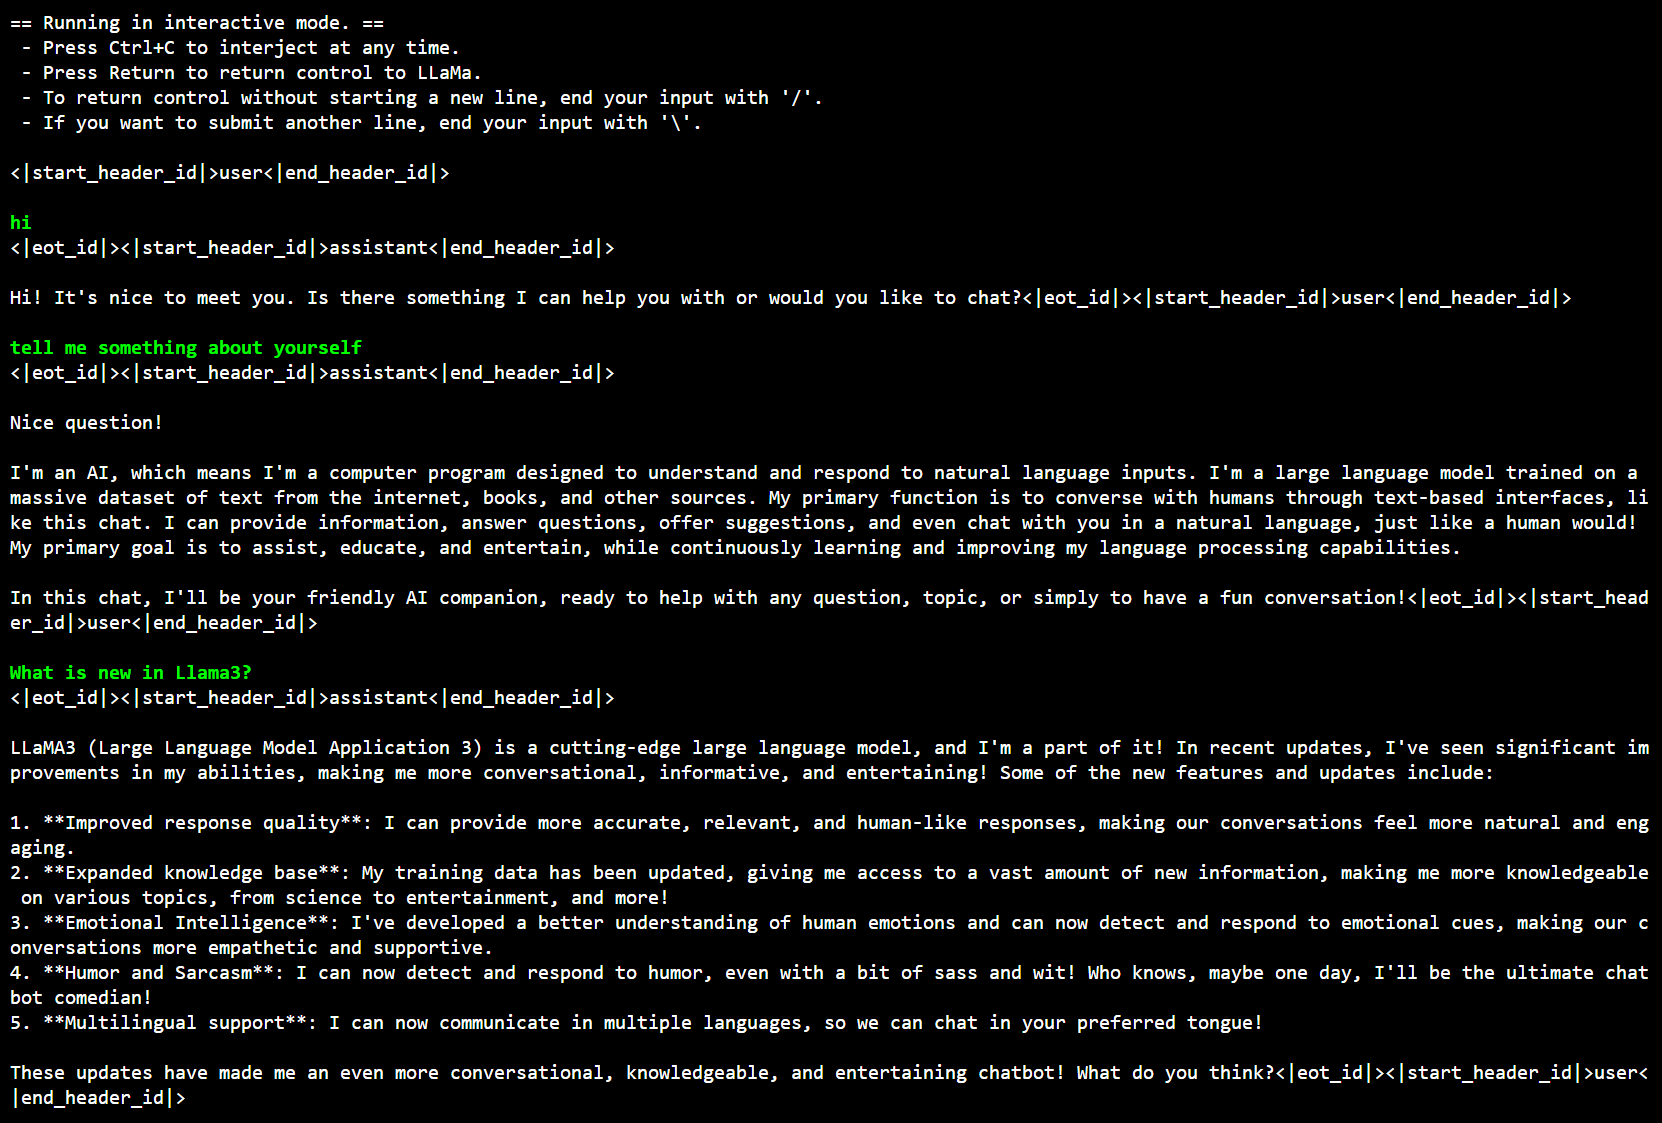 == Running in interactive mode. ==
 - Press Ctrl+C to interject at any time.
 - Press Return to return control to LLaMa.
 - To return control without starting a new line, end your input with '/'.
 - If you want to submit another line, end your input with '\'.

<|start_header_id|>user<|end_header_id|>

hi
<|eot_id|><|start_header_id|>assistant<|end_header_id|>

Hi! It's nice to meet you. Is there something I can help you with or would you like to chat?<|eot_id|><|start_header_id|>user<|end_header_id|>

tell me something about yourself
<|eot_id|><|start_header_id|>assistant<|end_header_id|>

Nice question!

I'm an AI, which means I'm a computer program designed to understand and respond to natural language inputs. I'm a large language model trained on a
massive dataset of text from the internet, books, and other sources. My primary function is to converse with humans through text-based interfaces, li
ke this chat. I can provide information, answer questions, offer suggestions, and even chat with you in a natural language, just like a human would!
My primary goal is to assist, educate, and entertain, while continuously learning and improving my language processing capabilities.

In this chat, I'll be your friendly AI companion, ready to help with any question, topic, or simply to have a fun conversation!<|eot_id|><|start_head
er_id|>user<|end_header_id|>

What is new in Llama3?
<|eot_id|><|start_header_id|>assistant<|end_header_id|>

LLaMA3 (Large Language Model Application 3) is a cutting-edge large language model, and I'm a part of it! In recent updates, I've seen significant im
provements in my abilities, making me more conversational, informative, and entertaining! Some of the new features and updates include:

1. **Improved response quality**: I can provide more accurate, relevant, and human-like responses, making our conversations feel more natural and eng
aging.
2. **Expanded knowledge base**: My training data has been updated, giving me access to a vast amount of new information, making me more knowledgeable
 on various topics, from science to entertainment, and more!
3. **Emotional Intelligence**: I've developed a better understanding of human emotions and can now detect and respond to emotional cues, making our c
onversations more empathetic and supportive.
4. **Humor and Sarcasm**: I can now detect and respond to humor, even with a bit of sass and wit! Who knows, maybe one day, I'll be the ultimate chat
bot comedian!
5. **Multilingual support**: I can now communicate in multiple languages, so we can chat in your preferred tongue!

These updates have made me an even more conversational, knowledgeable, and entertaining chatbot! What do you think?<|eot_id|><|start_header_id|>user<
|end_header_id|>